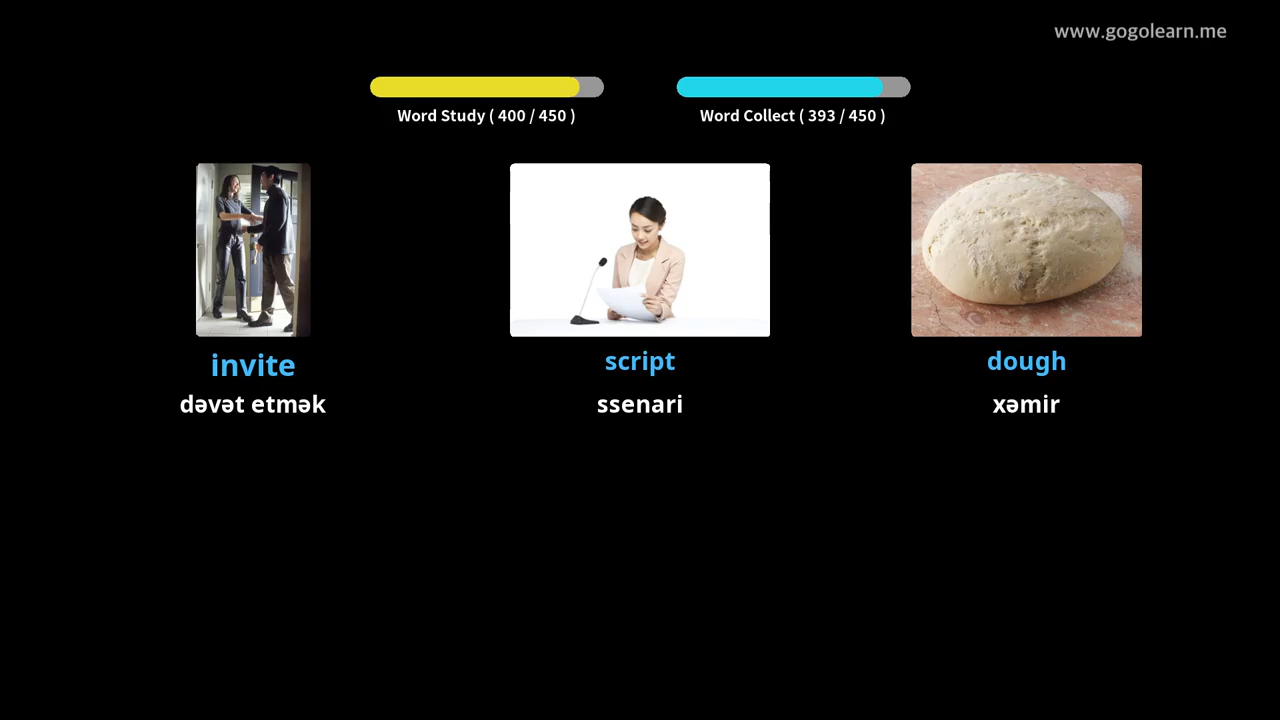 www.gogolearn.me
Word Study ( 400 / 450 )
Word Collect ( 393 / 450 )
invite
script
dough
dəvət etmək
ssenari
xəmir